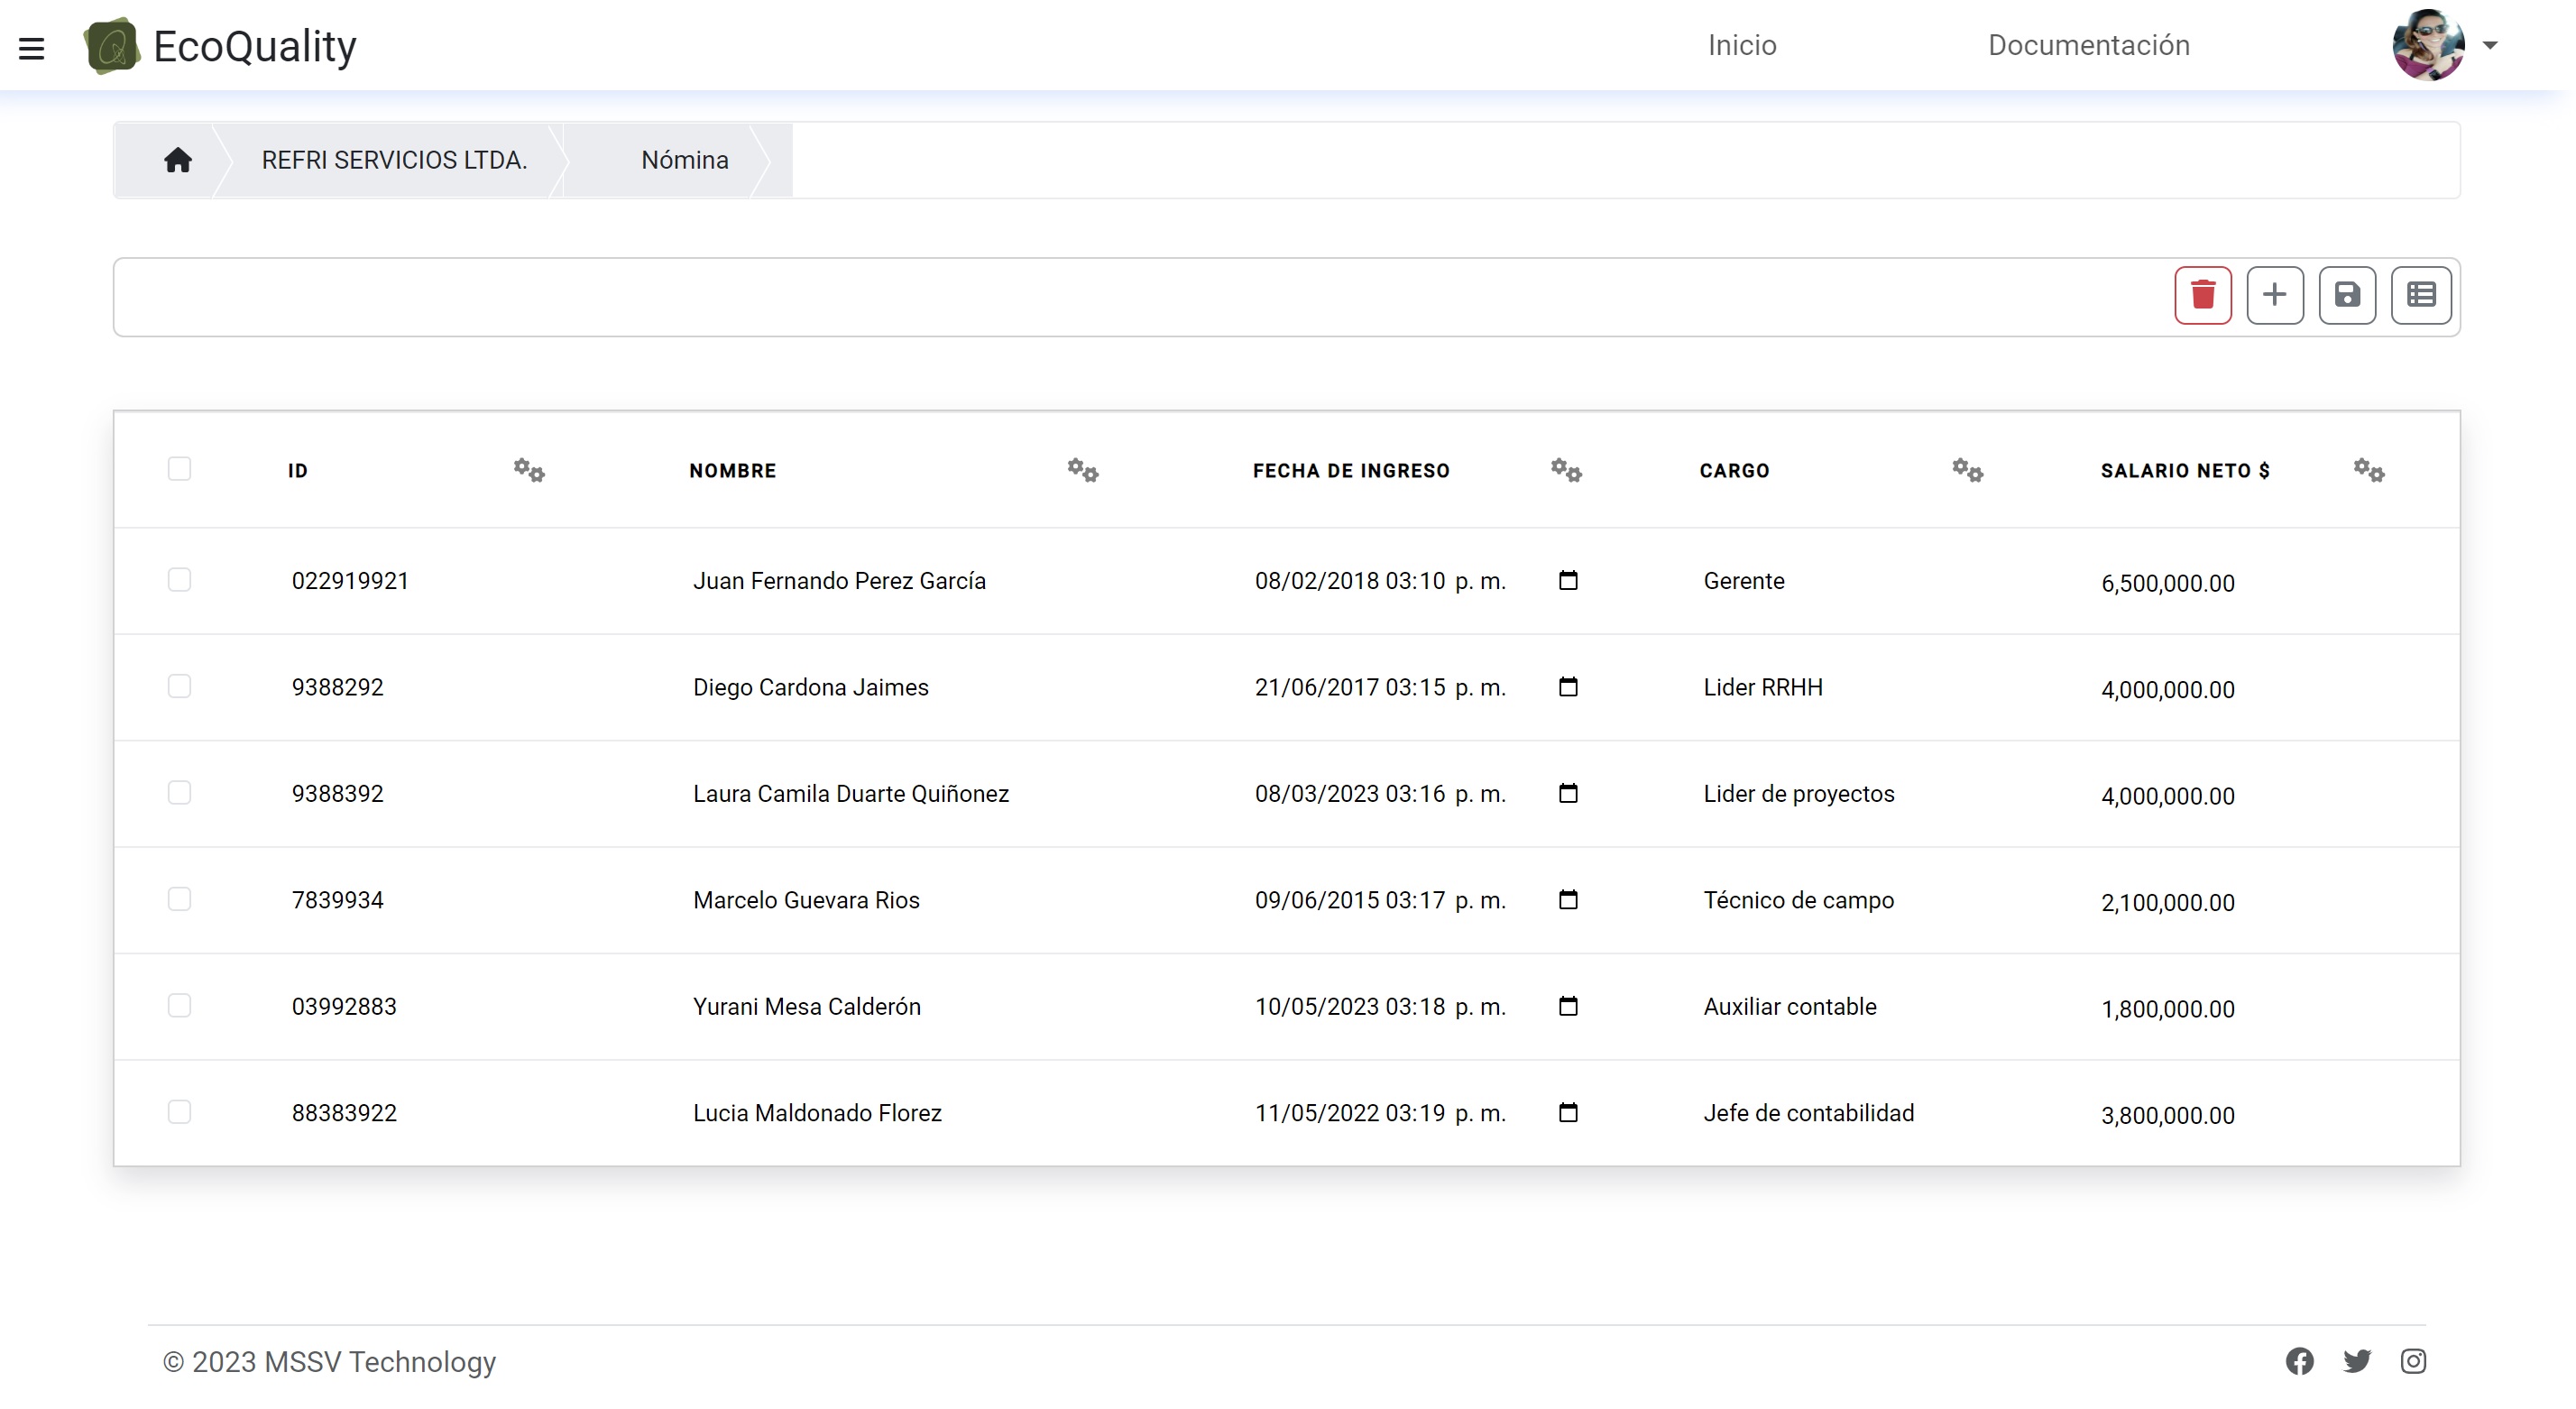 EcoQuality Inicio Documentación
REFRI SERVICIOS LTDA. Nómina
ID NOMBRE FECHA DE INGRESO CARGO SALARIO NETO $
022919921 Juan Fernando Perez García 08/02/2018 03:10 p. m. Gerente 6,500,000.00
9388292 Diego Cardona Jaimes 21/06/2017 03:15 p. m. Lider RRHH 4,000,000.00
9388392 Laura Camila Duarte Quiñonez 08/03/2023 03:16 p. m. Lider de proyectos 4,000,000.00
7839934 Marcelo Guevara Rios 09/06/2015 03:17 p. m. Técnico de campo 2,100,000.00
03992883 Yurani Mesa Calderón 10/05/2023 03:18 p. m. Auxiliar contable 1,800,000.00
88383922 Lucia Maldonado Florez 11/05/2022 03:19 p. m. Jefe de contabilidad 3,800,000.00
© 2023 MSSV Technology